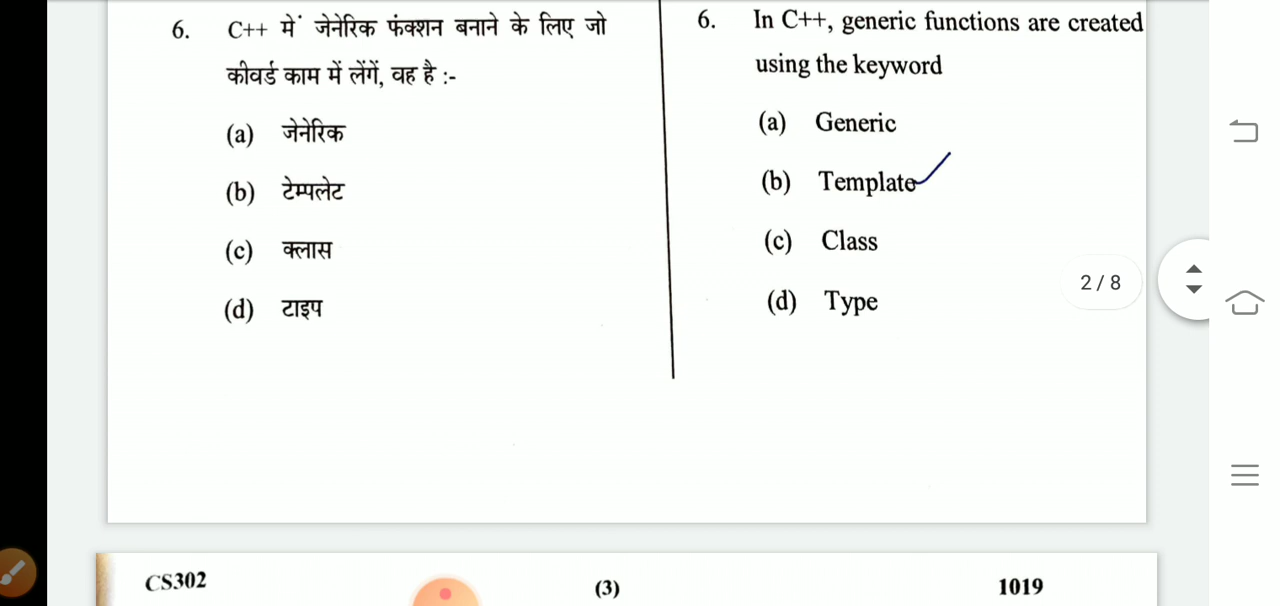 6. C++ में जेनेरिक फंक्शन बनाने के लिए जो
कीवर्ड काम में लेंगें, वह है :-
(a) जेनेरिक
(b) टेम्पलेट
(c) क्लास
(d) टाइप
6. In C++, generic functions are created
using the keyword
(a) Generic
(b) Template
(c) Class
(d) Type
2 / 8
CS302
(3)
1019